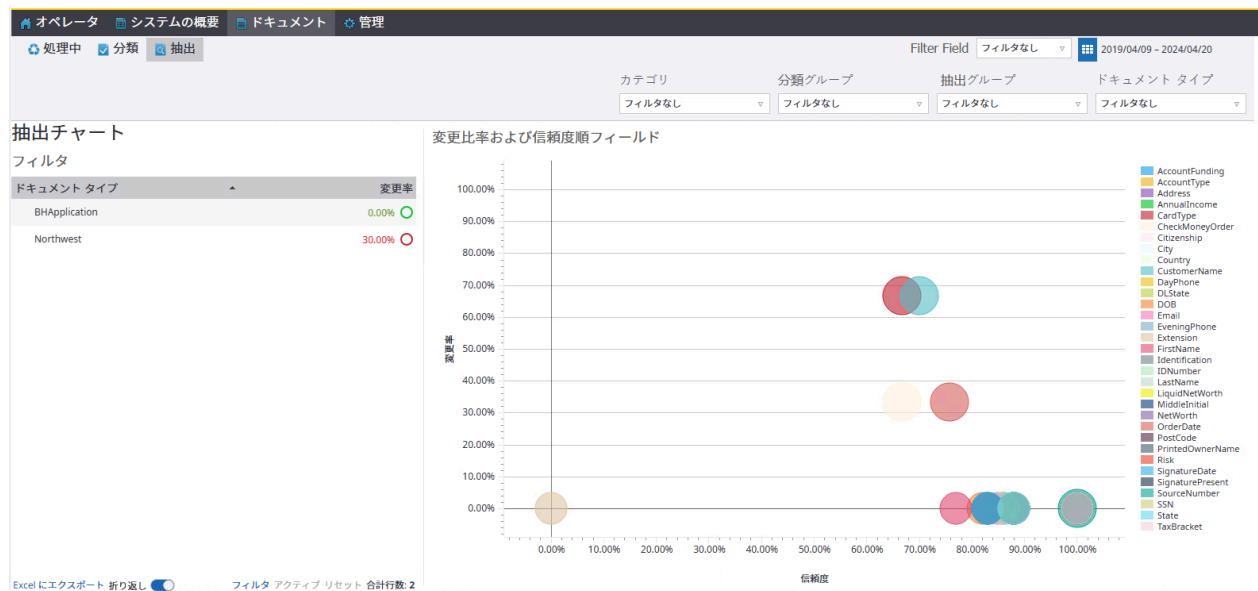 オペレータ システムの概要 ドキュメント 管理
処理中 分類 抽出 Filter Field フィルタなし 2019/04/09 – 2024/04/20
カテゴリ 分類グループ 抽出グループ ドキュメント タイプ
フィルタなし フィルタなし フィルタなし フィルタなし
抽出チャート
フィルタ
ドキュメント タイプ 変更率
BHApplication 0.00%
Northwest 30.00%
Excel にエクスポート 折り返し フィルタ アクティブ リセット 合計行数: 2
変更比率および信頼度順フィールド
変更率
100.00%
90.00%
80.00%
70.00%
60.00%
50.00%
40.00%
30.00%
20.00%
10.00%
0.00%
0.00% 10.00% 20.00% 30.00% 40.00% 50.00% 60.00% 70.00% 80.00% 90.00% 100.00%
信頼度
AccountFunding
AccountType
Address
AnnualIncome
CardType
CheckMoneyOrder
Citizenship
City
Country
CustomerName
DayPhone
DLState
DOB
Email
EveningPhone
Extension
FirstName
Identification
IDNumber
LastName
LiquidNetWorth
MiddleInitial
NetWorth
OrderDate
PostCode
PrintedOwnerName
Risk
SignatureDate
SignaturePresent
SourceNumber
SSN
State
TaxBracket